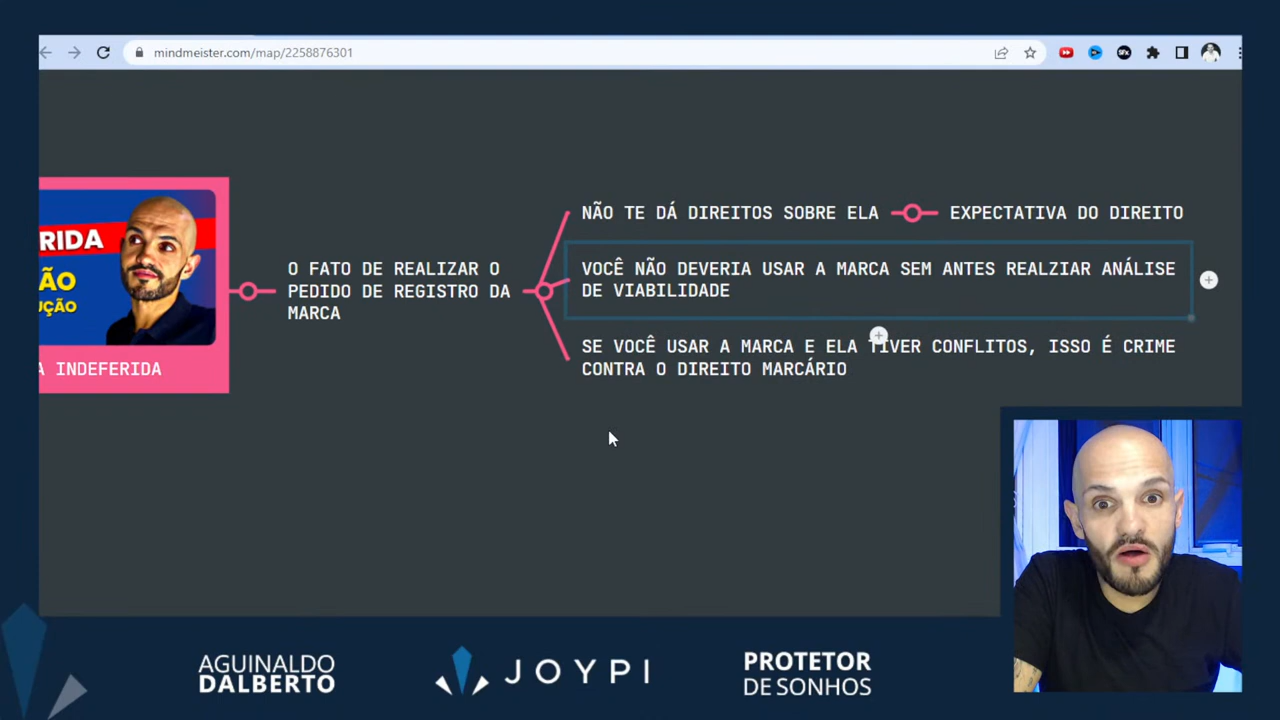 mindmeister.com/map/2258876301
RIDA
ÃO
UÇÃO
A INDEFERIDA
O FATO DE REALIZAR O
PEDIDO DE REGISTRO DA
MARCA
NÃO TE DÁ DIREITOS SOBRE ELA
EXPECTATIVA DO DIREITO
VOCÊ NÃO DEVERIA USAR A MARCA SEM ANTES REALZIAR ANÁLISE
DE VIABILIDADE
SE VOCÊ USAR A MARCA E ELA TIVER CONFLITOS, ISSO É CRIME
CONTRA O DIREITO MARCÁRIO
AGUINALDO
DALBERTO
JOYPI
PROTETOR
DE SONHOS